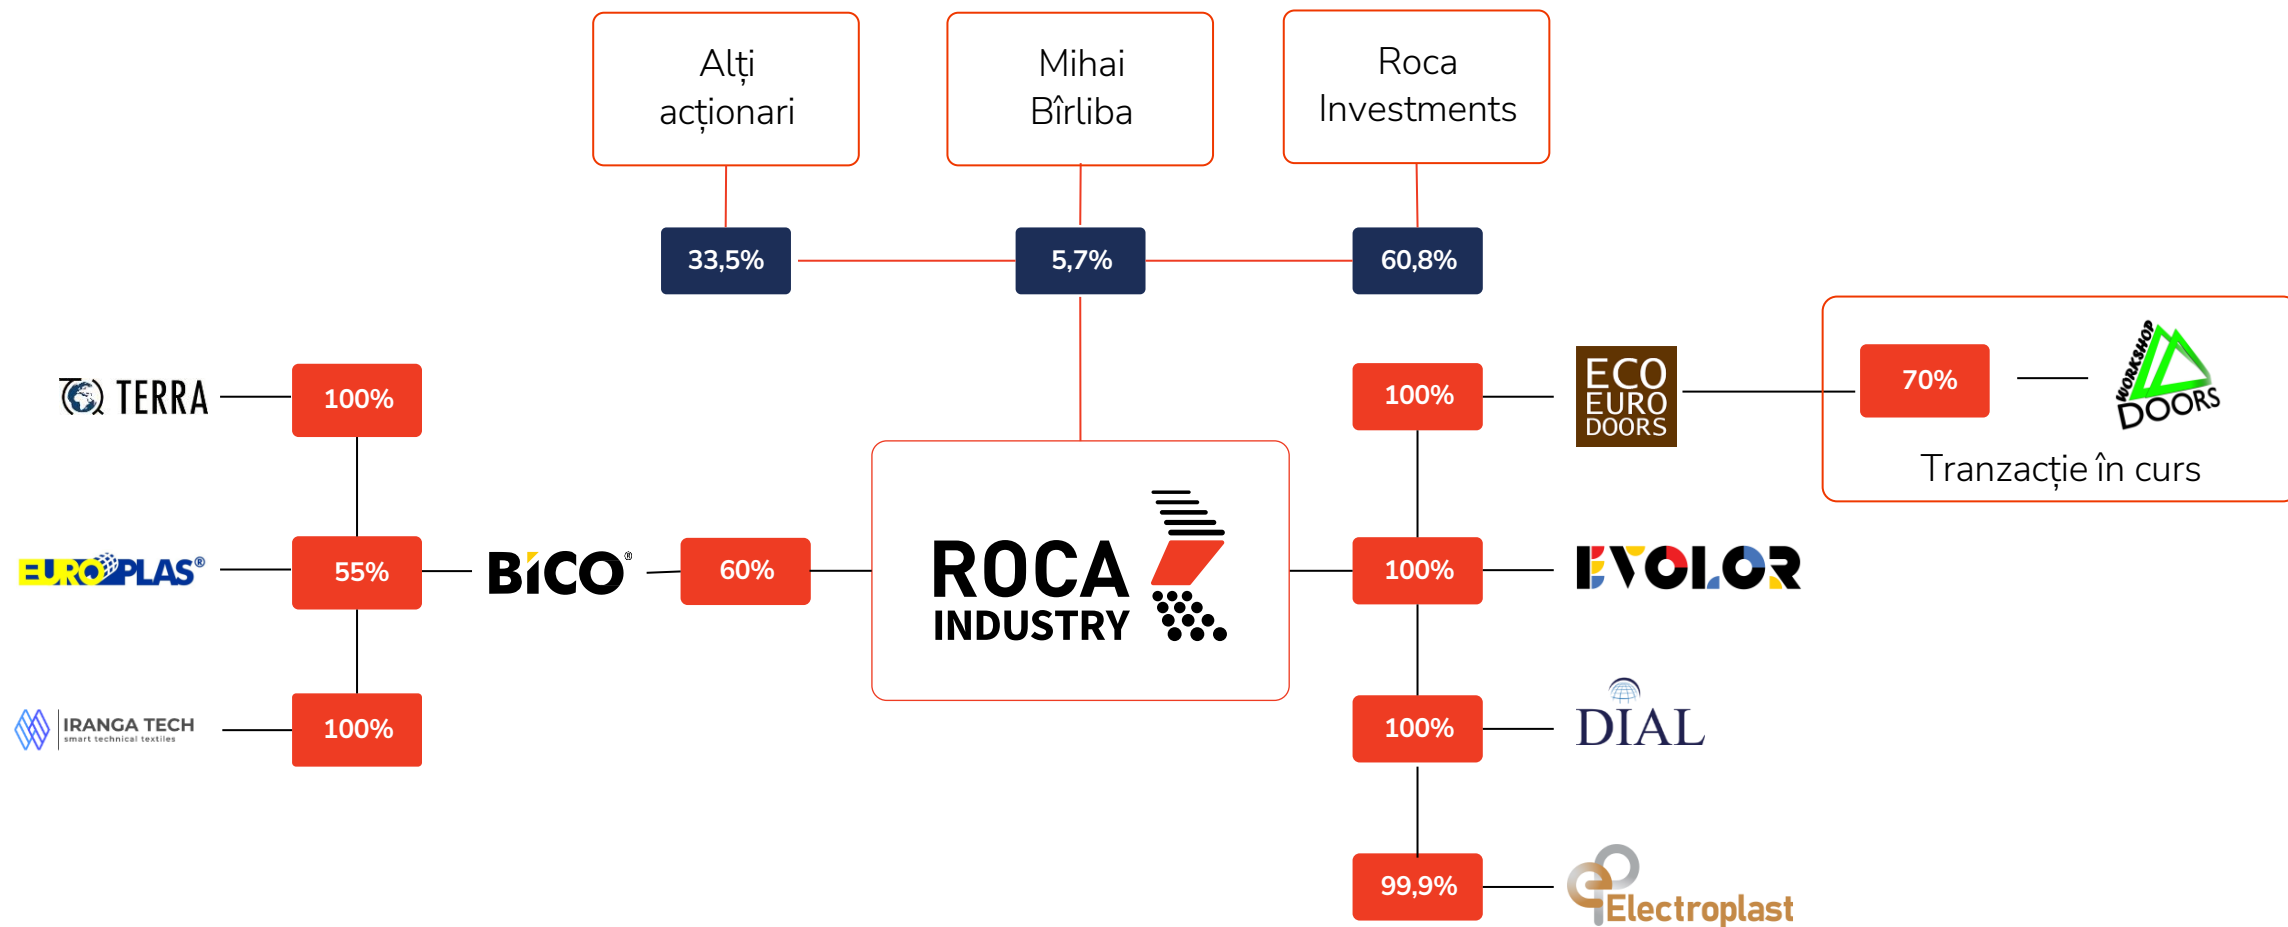 Alți
acționari
Mihai
Bîrliba
Roca
Investments
33,5%
5,7%
60,8%
TERRA
100%
100%
ECO
EURO
DOORS
70%
WORKSHOP
DOORS
Tranzacție în curs
EUROPLAS®
55%
BICO®
60%
ROCA
INDUSTRY
100%
EVOLOR
IRANGA TECH
smart technical textiles
100%
100%
DIAL
99,9%
ep
Electroplast